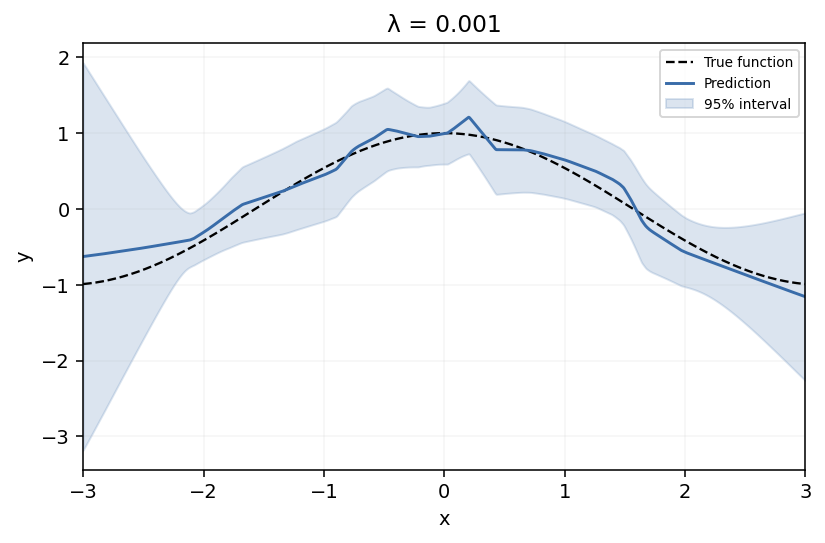 λ = 0.001
2
1
0
−1
−2
−3
y
−3 −2 −1 0 1 2 3
x
True function
Prediction
95% interval